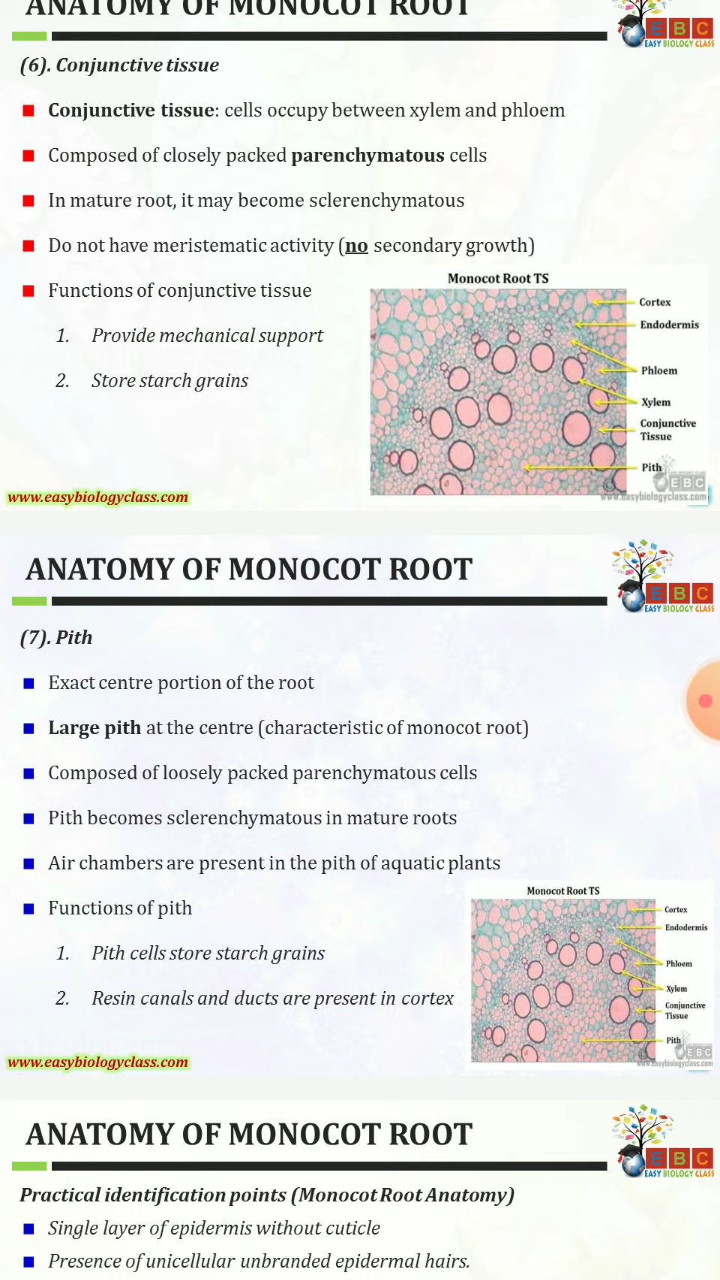 ANATOMY OF MONOCOT ROOT
E B C
EASY BIOLOGY CLASS
(6). Conjunctive tissue
Conjunctive tissue: cells occupy between xylem and phloem
Composed of closely packed parenchymatous cells
In mature root, it may become sclerenchymatous
Do not have meristematic activity (no secondary growth)
Functions of conjunctive tissue
1. Provide mechanical support
2. Store starch grains
Monocot Root TS
Cortex
Endodermis
Phloem
Xylem
Conjunctive
Tissue
Pith
E B C
www.easybiologyclass.com
www.easybiologyclass.com
ANATOMY OF MONOCOT ROOT
E B C
EASY BIOLOGY CLASS
(7). Pith
Exact centre portion of the root
Large pith at the centre (characteristic of monocot root)
Composed of loosely packed parenchymatous cells
Pith becomes sclerenchymatous in mature roots
Air chambers are present in the pith of aquatic plants
Functions of pith
1. Pith cells store starch grains
2. Resin canals and ducts are present in cortex
Monocot Root TS
Cortex
Endodermis
Phloem
Xylem
Conjunctive
Tissue
Pith
E B C
www.easybiologyclass.com
www.easybiologyclass.com
ANATOMY OF MONOCOT ROOT
E B C
EASY BIOLOGY CLASS
Practical identification points (Monocot Root Anatomy)
Single layer of epidermis without cuticle
Presence of unicellular unbranded epidermal hairs.